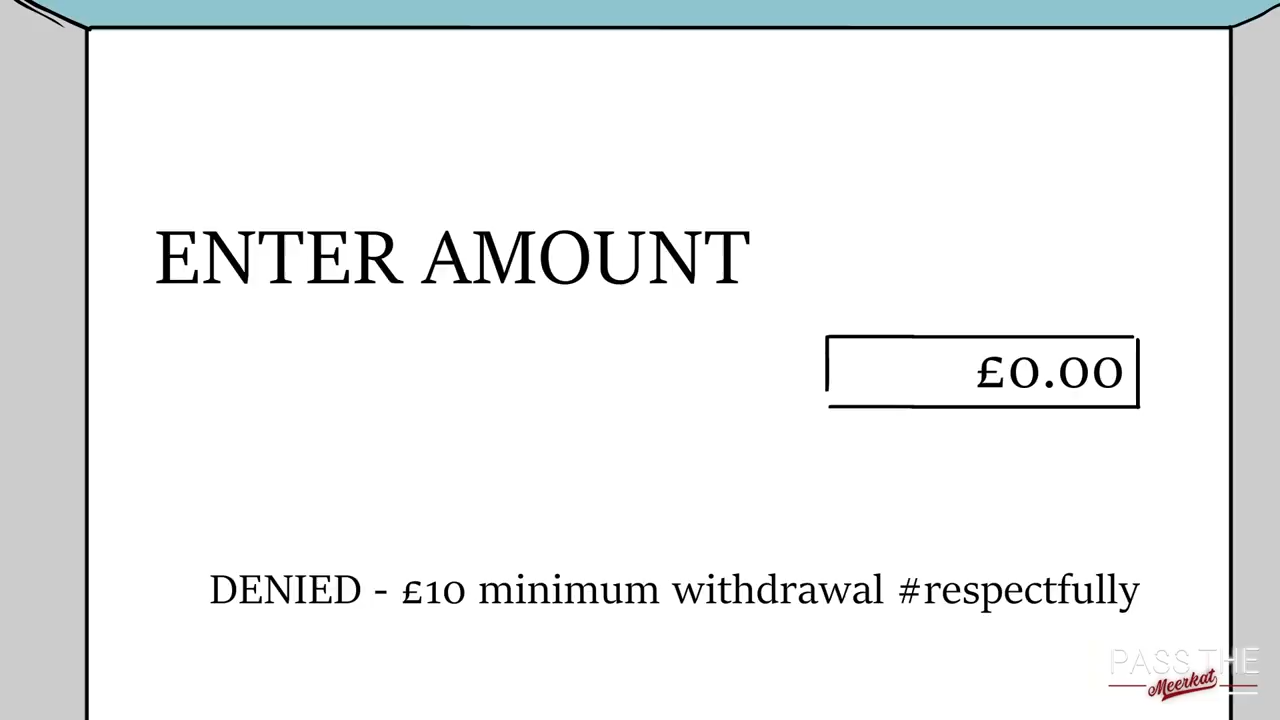 ENTER AMOUNT
£0.00
DENIED - £10 minimum withdrawal #respectfully
PASS THE
Meerkat